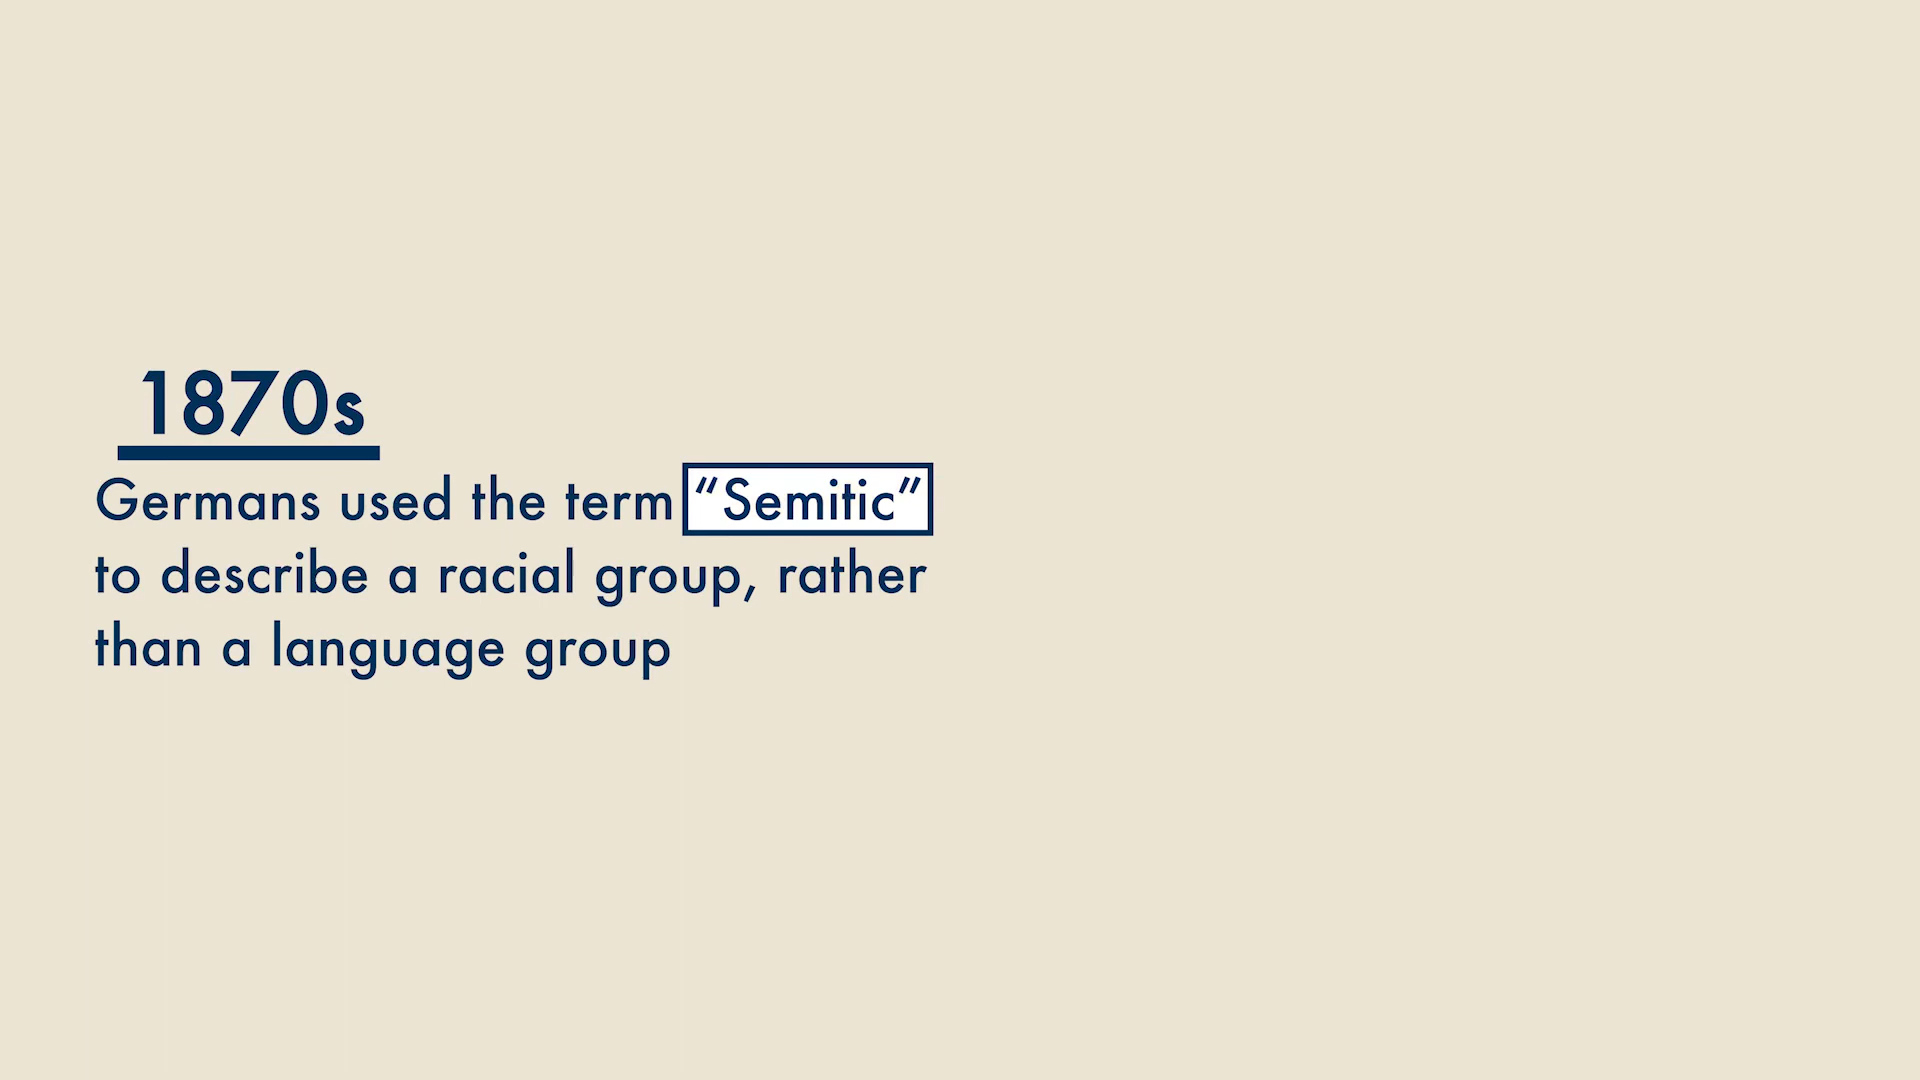 1870s
Germans used the term “Semitic”
to describe a racial group, rather
than a language group